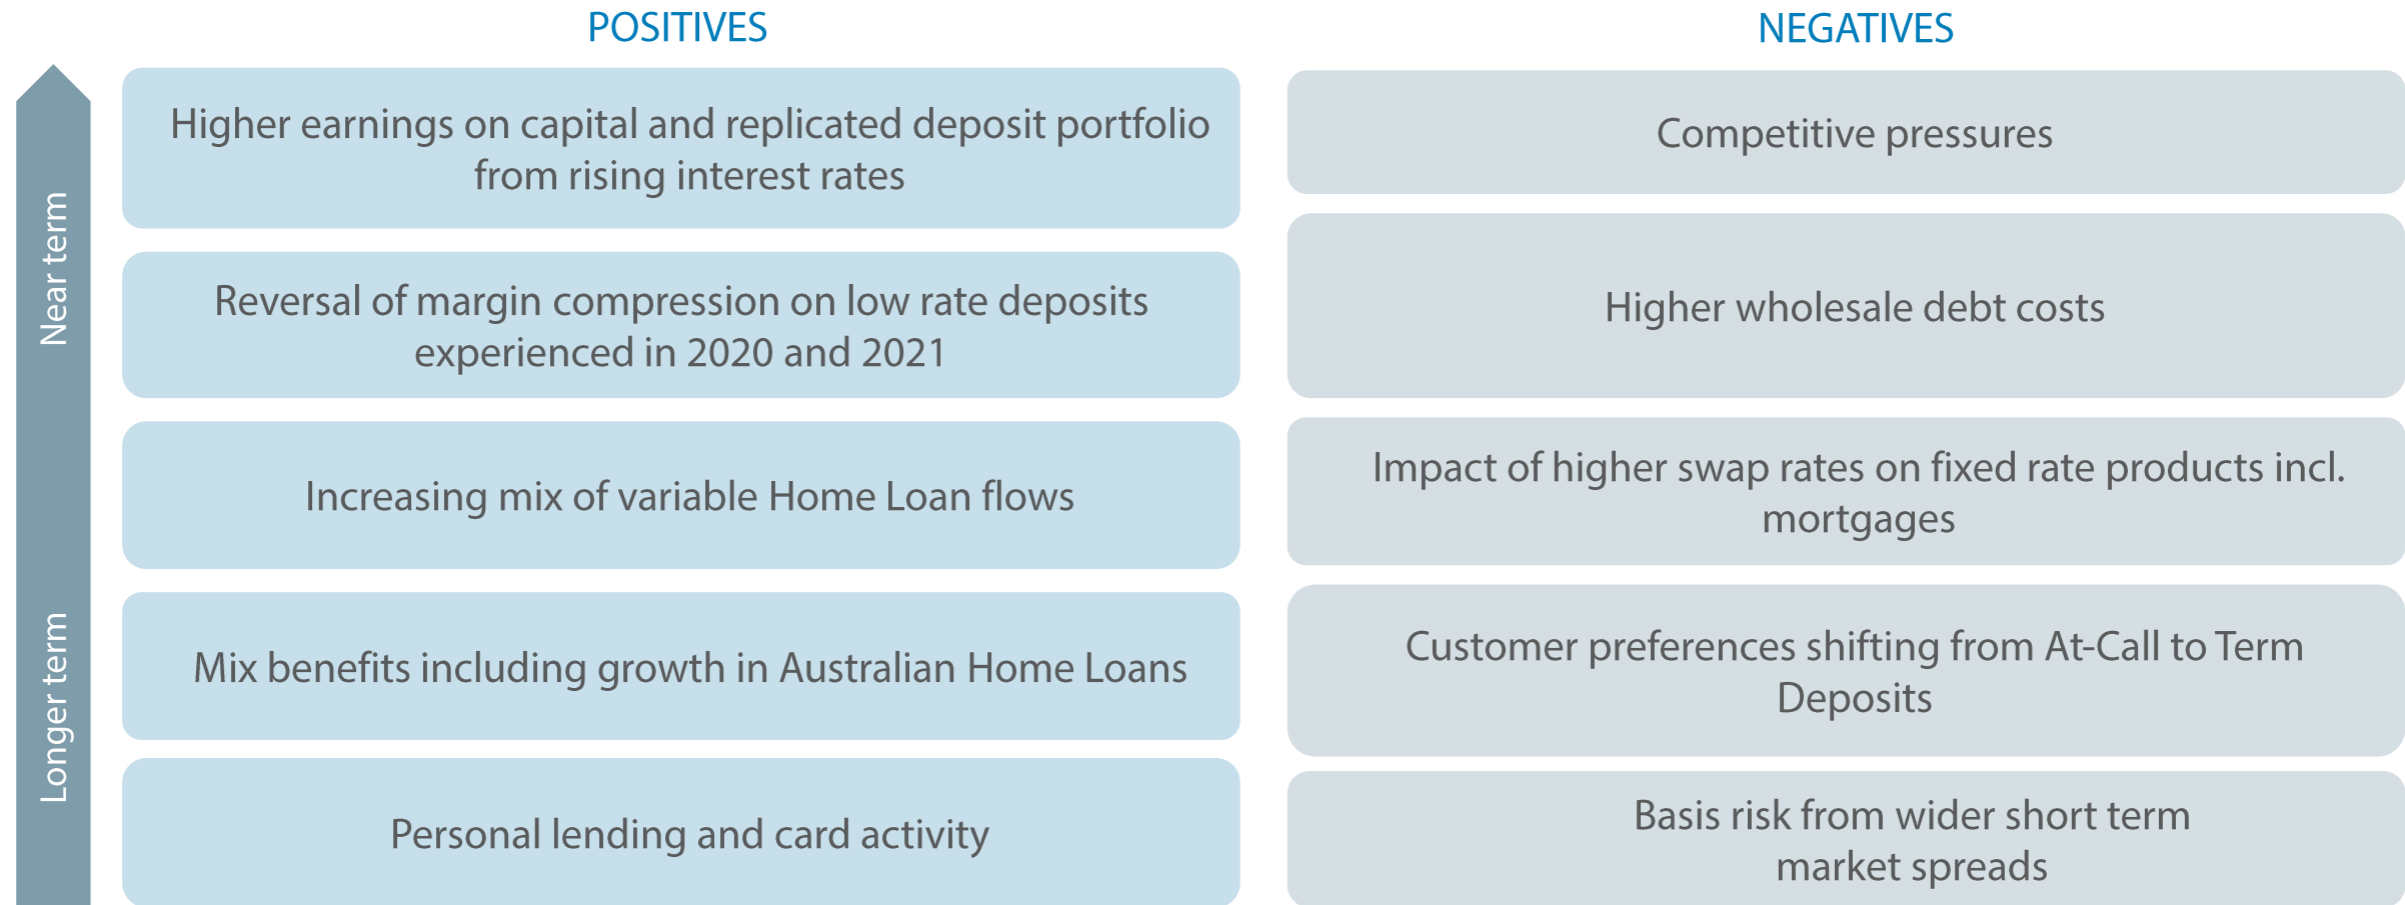 POSITIVES
Higher earnings on capital and replicated deposit portfolio
from rising interest rates
Reversal of margin compression on low rate deposits
experienced in 2020 and 2021
Increasing mix of variable Home Loan flows
Mix benefits including growth in Australian Home Loans
Personal lending and card activity
NEGATIVES
Competitive pressures
Higher wholesale debt costs
Impact of higher swap rates on fixed rate products incl.
mortgages
Customer preferences shifting from At-Call to Term
Deposits
Basis risk from wider short term
market spreads
Near term
Longer term